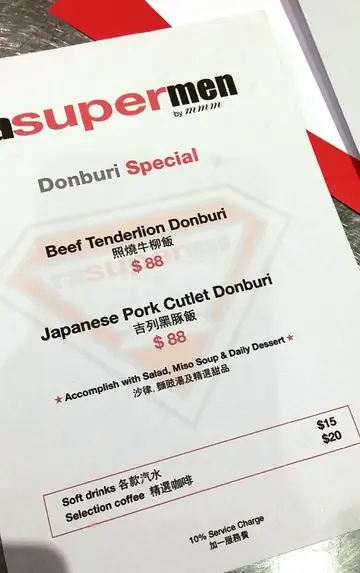 asupermen
by mmm
Donburi Special
Beef Tenderlion Donburi
照燒牛柳飯
$ 88
Japanese Pork Cutlet Donburi
吉列黑豚飯
$ 88
★ Accomplish with Salad, Miso Soup & Daily Dessert ★
沙律, 麵豉湯及精選甜品
Soft drinks 各款汽水 $15
Selection coffee 精選咖啡 $20
10% Service Charge
加一服務費